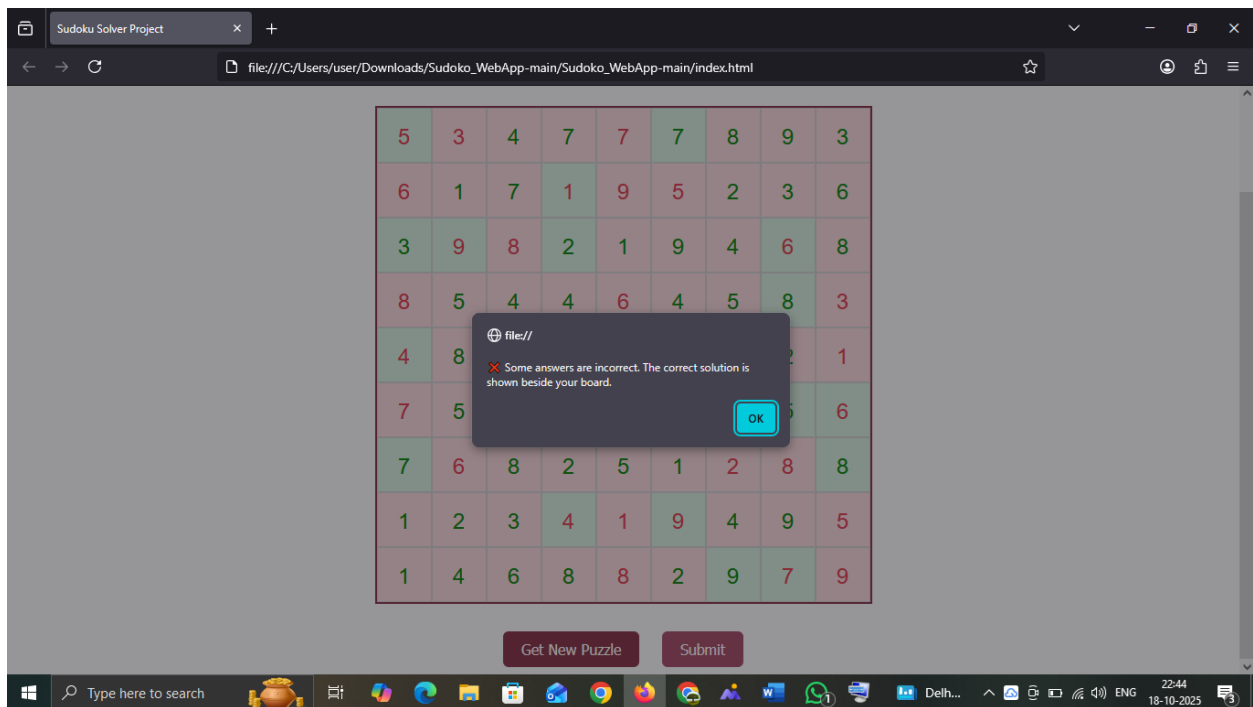 Sudoku Solver Project
file:///C:/Users/user/Downloads/Sudoko_WebApp-main/Sudoko_WebApp-main/index.html
5 3 4 7 7 7 8 9 3
6 1 7 1 9 5 2 3 6
3 9 8 2 1 9 4 6 8
8 5 4 4 6 4 5 8 3
4 8 1
7 5 6
file://
❌ Some answers are incorrect. The correct solution is
shown beside your board.
OK
7 6 8 2 5 1 2 8 8
1 2 3 4 1 9 4 9 5
1 4 6 8 8 2 9 7 9
Get New Puzzle Submit
Type here to search
Delh...
ENG
22:44
18-10-2025
1
3